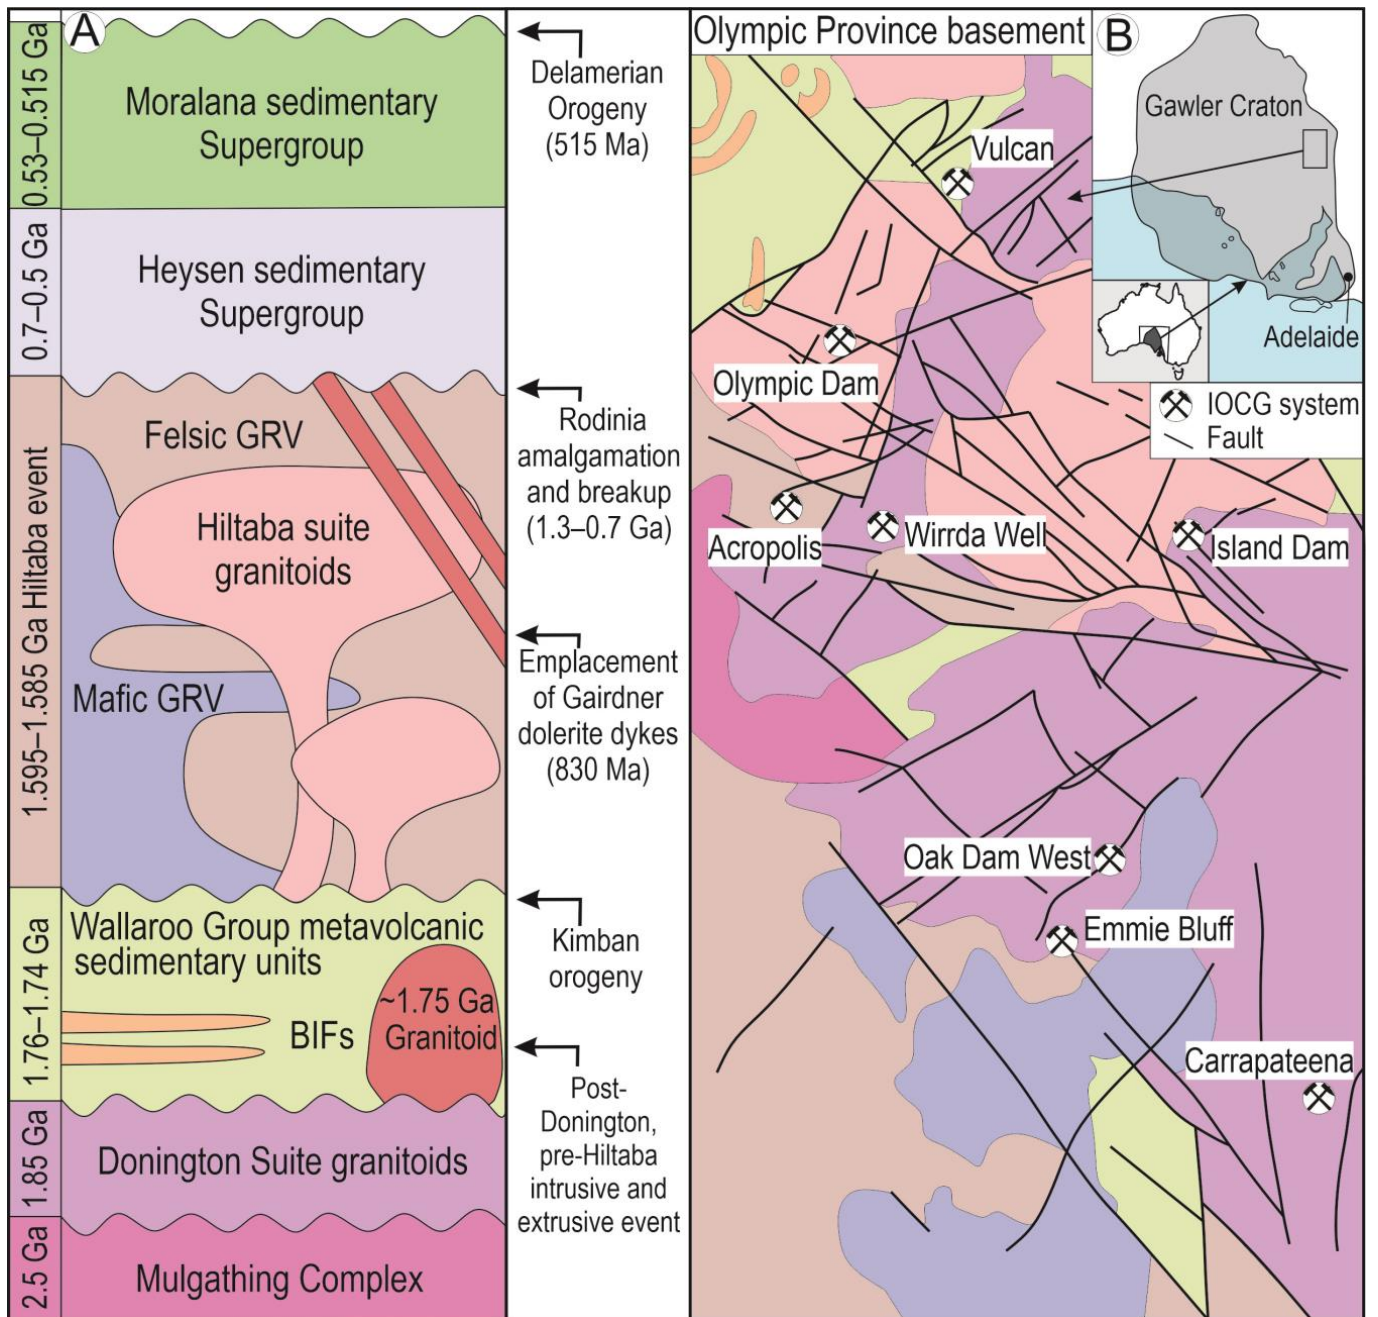 A
0.53–0.515 Ga
Moralana sedimentary
Supergroup
0.7–0.5 Ga
Heysen sedimentary
Supergroup
1.595–1.585 Ga Hiltaba event
Felsic GRV
Hiltaba suite
granitoids
Mafic GRV
1.76–1.74 Ga
Wallaroo Group metavolcanic
sedimentary units
BIFs
~1.75 Ga
Granitoid
1.85 Ga
Donington Suite granitoids
2.5 Ga
Mulgathing Complex
Delamerian
Orogeny
(515 Ma)
Rodinia
amalgamation
and breakup
(1.3–0.7 Ga)
Emplacement
of Gairdner
dolerite dykes
(830 Ma)
Kimban
orogeny
Post-
Donington,
pre-Hiltaba
intrusive and
extrusive event
Olympic Province basement
B
Gawler Craton
Adelaide
IOCG system
Fault
Vulcan
Olympic Dam
Acropolis
Wirrda Well
Island Dam
Oak Dam West
Emmie Bluff
Carrapateena